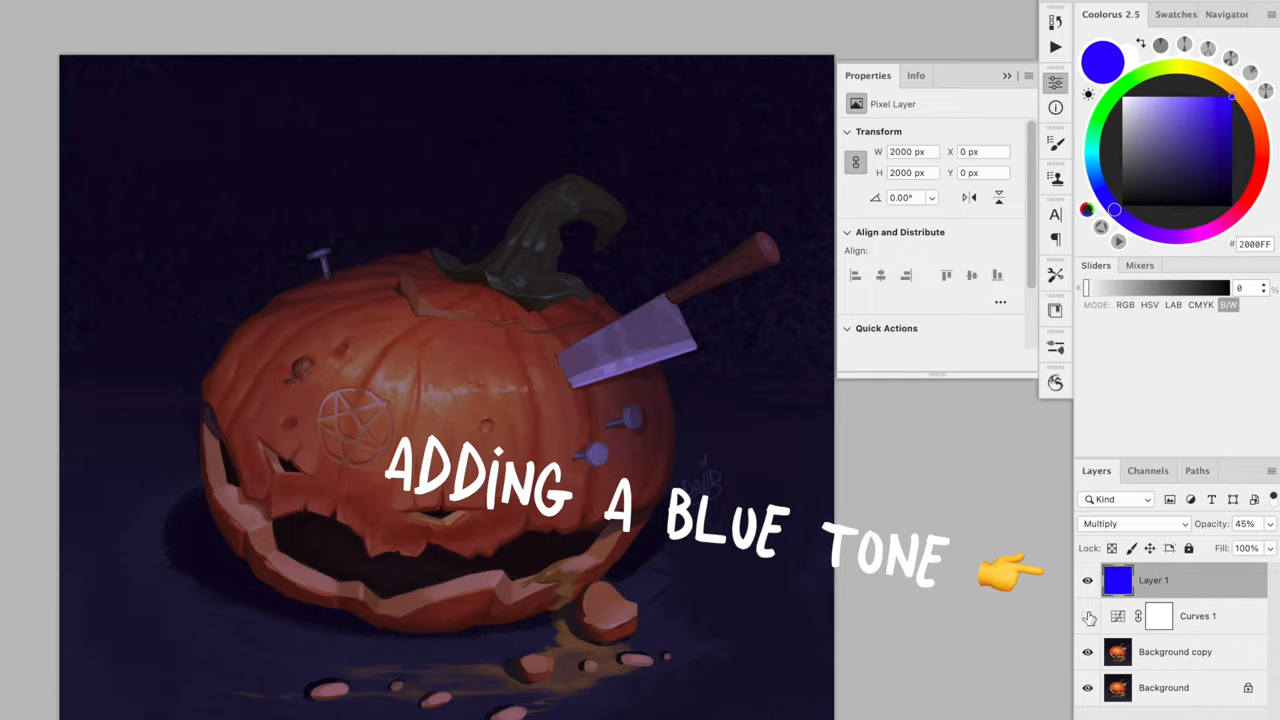 Coolorus 2.5
Swatches
Navigato
# 2000FF
Properties
Info
Pixel Layer
Transform
W 2000 px X 0 px
H 2000 px Y 0 px
0.00°
Align and Distribute
Align:
Quick Actions
Sliders
Mixers
K 0 %
MODE: RGB HSV LAB CMYK B/W
ADDING A BLUE TONE
Layers
Channels
Paths
Kind
Multiply
Opacity: 45%
Lock:
Fill: 100%
Layer 1
Curves 1
Background copy
Background